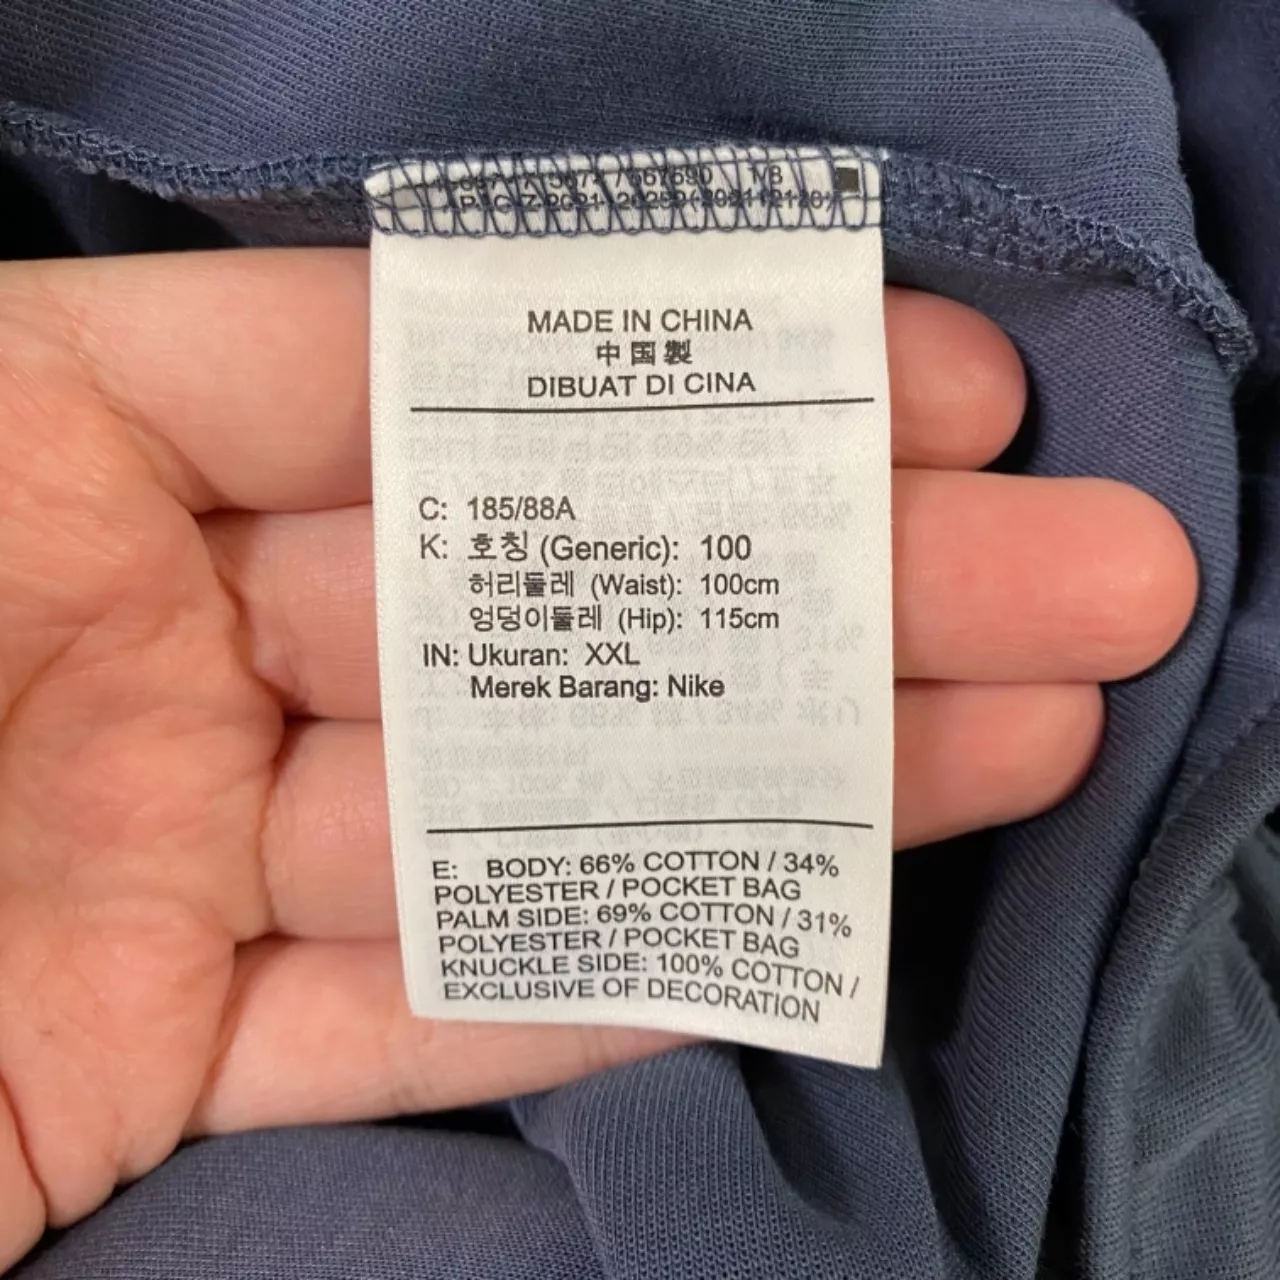 MADE IN CHINA
中国製
DIBUAT DI CINA
C: 185/88A
K: 호칭 (Generic): 100
허리둘레 (Waist): 100cm
엉덩이둘레 (Hip): 115cm
IN: Ukuran: XXL
Merek Barang: Nike
E: BODY: 66% COTTON / 34%
POLYESTER / POCKET BAG
PALM SIDE: 69% COTTON / 31%
POLYESTER / POCKET BAG
KNUCKLE SIDE: 100% COTTON /
EXCLUSIVE OF DECORATION